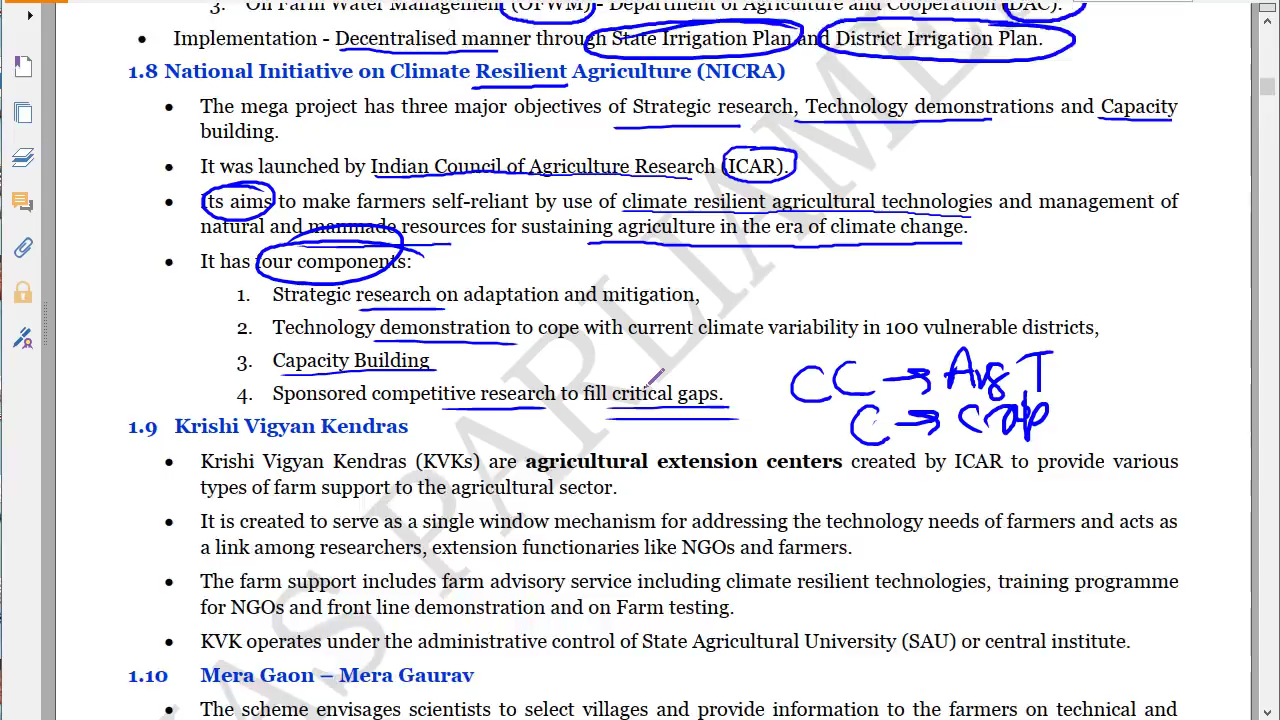 3. On Farm Water Management (OFWM)- Department of Agriculture and Cooperation (DAC).
• Implementation - Decentralised manner through State Irrigation Plan and District Irrigation Plan.
1.8 National Initiative on Climate Resilient Agriculture (NICRA)
• The mega project has three major objectives of Strategic research, Technology demonstrations and Capacity
building.
• It was launched by Indian Council of Agriculture Research (ICAR).
• Its aims to make farmers self-reliant by use of climate resilient agricultural technologies and management of
natural and manmade resources for sustaining agriculture in the era of climate change.
• It has four components:
1. Strategic research on adaptation and mitigation,
2. Technology demonstration to cope with current climate variability in 100 vulnerable districts,
3. Capacity Building
4. Sponsored competitive research to fill critical gaps.
CC → Avg T
C → Crop
1.9 Krishi Vigyan Kendras
• Krishi Vigyan Kendras (KVKs) are agricultural extension centers created by ICAR to provide various
types of farm support to the agricultural sector.
• It is created to serve as a single window mechanism for addressing the technology needs of farmers and acts as
a link among researchers, extension functionaries like NGOs and farmers.
• The farm support includes farm advisory service including climate resilient technologies, training programme
for NGOs and front line demonstration and on Farm testing.
• KVK operates under the administrative control of State Agricultural University (SAU) or central institute.
1.10 Mera Gaon – Mera Gaurav
• The scheme envisages scientists to select villages and provide information to the farmers on technical and
AS PARLIAME